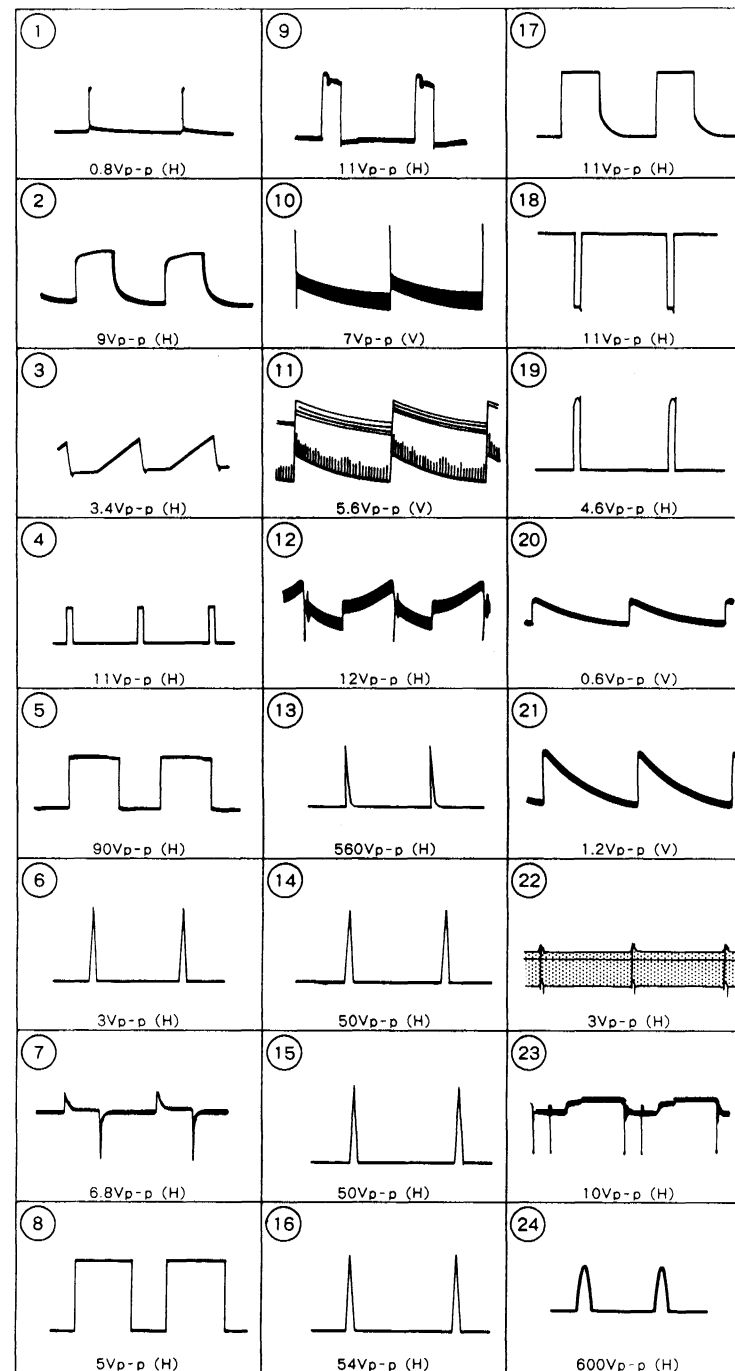 1
0.8Vp-p (H)
2
9Vp-p (H)
3
3.4Vp-p (H)
4
11Vp-p (H)
5
90Vp-p (H)
6
3Vp-p (H)
7
6.8Vp-p (H)
8
5Vp-p (H)
9
11Vp-p (H)
10
7Vp-p (V)
11
5.6Vp-p (V)
12
12Vp-p (H)
13
560Vp-p (H)
14
50Vp-p (H)
15
50Vp-p (H)
16
54Vp-p (H)
17
11Vp-p (H)
18
11Vp-p (H)
19
4.6Vp-p (H)
20
0.6Vp-p (V)
21
1.2Vp-p (V)
22
3Vp-p (H)
23
10Vp-p (H)
24
600Vp-p (H)